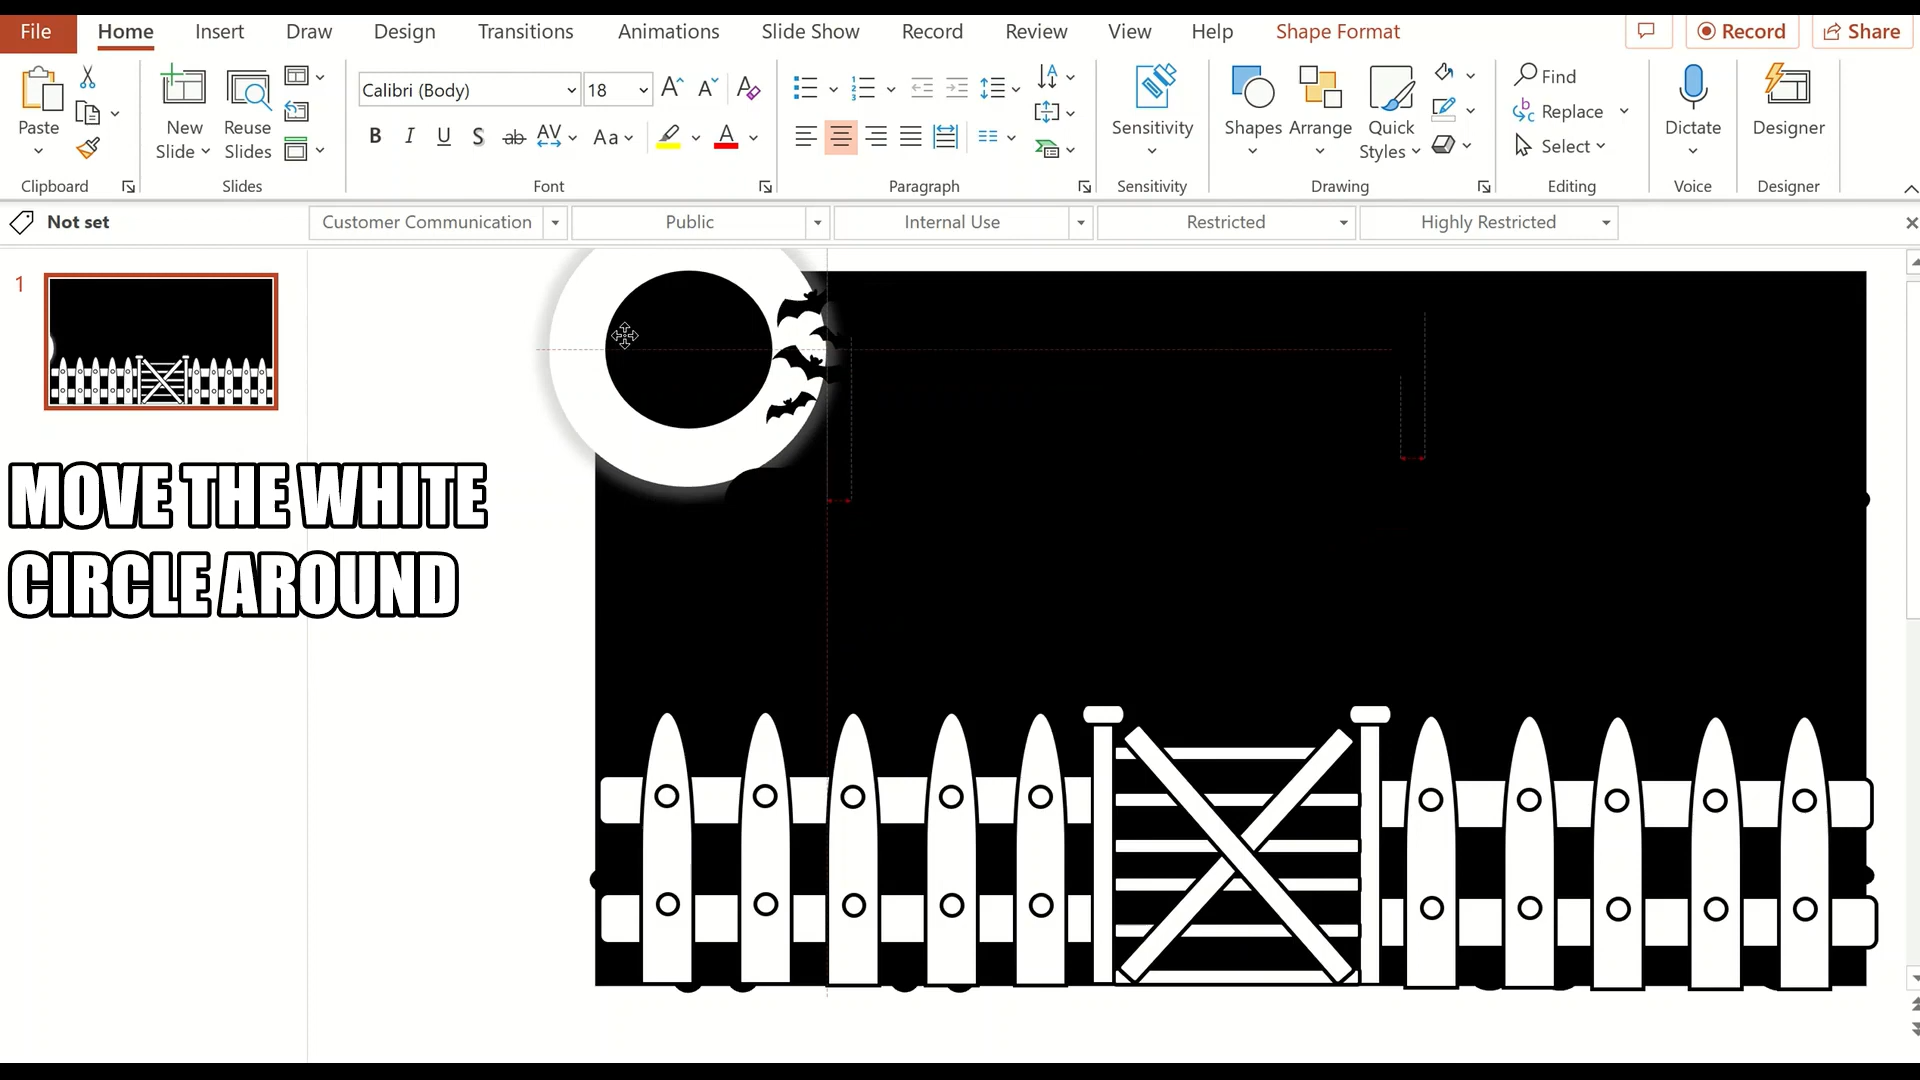 File Home Insert Draw Design Transitions Animations Slide Show Record Review View Help Shape Format Record Share
Calibri (Body) 18
Paste New Slide Reuse Slides
B I U S ab AV Aa A
Sensitivity Shapes Arrange Quick Styles
Find
Replace
Select
Dictate Designer
Clipboard Slides Font Paragraph Sensitivity Drawing Editing Voice Designer
Not set Customer Communication Public Internal Use Restricted Highly Restricted
1
MOVE THE WHITE
CIRCLE AROUND